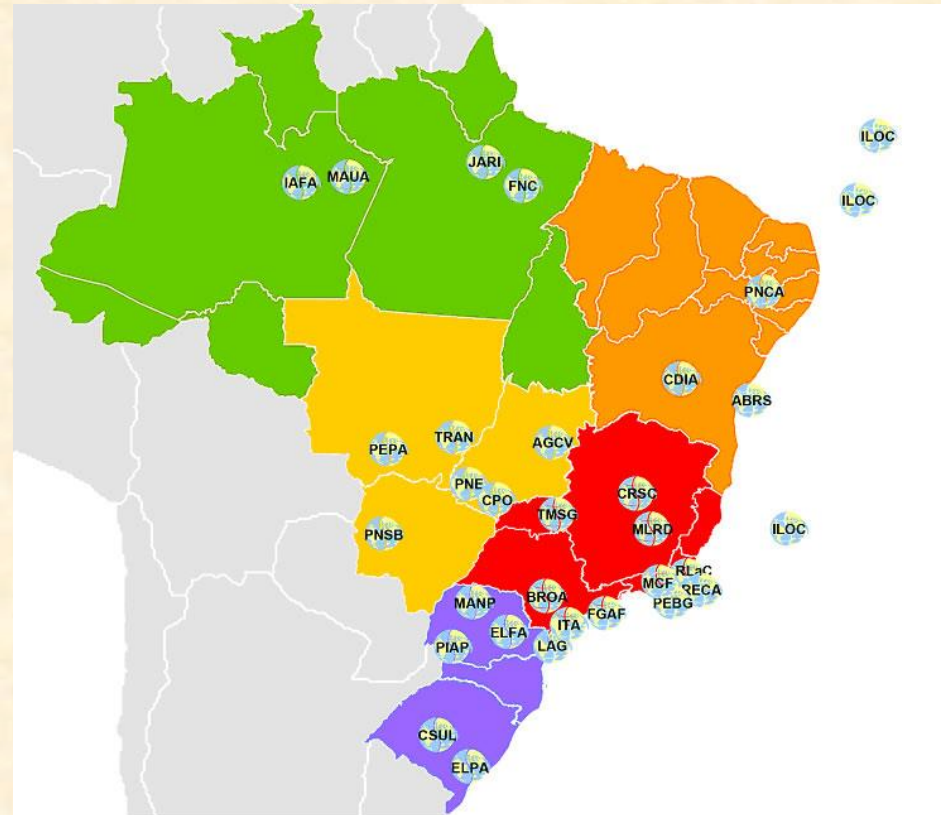 ILOC
JARI
MAUA
IAFA
FNC
ILOC
PNCA
CDIA
ABRS
TRAN
AGCV
PEPA
PNE
CRSC
CPO
TMSG
MLRD
ILOC
PNSB
RLaC
MCF
RECA
BROA
MANP
PEBG
FGAF
ITA
ELFA
LAG
PIAP
CSUL
ELPA